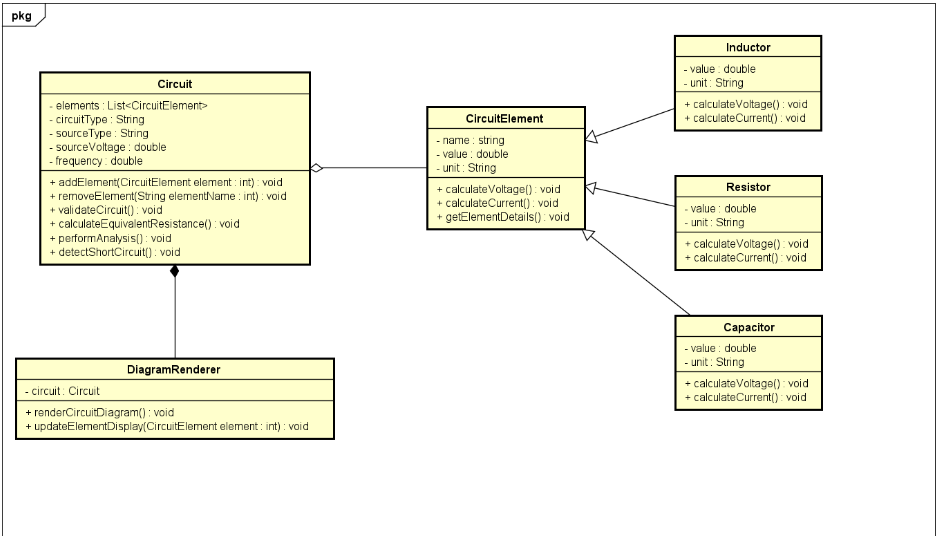 pkg
Circuit
- elements : List<CircuitElement>
- circuitType : String
- sourceType : String
- sourceVoltage : double
- frequency : double
+ addElement(CircuitElement element : int) : void
+ removeElement(String elementName : int) : void
+ validateCircuit() : void
+ calculateEquivalentResistance() : void
+ performAnalysis() : void
+ detectShortCircuit() : void
CircuitElement
- name : string
- value : double
- unit : String
+ calculateVoltage() : void
+ calculateCurrent() : void
+ getElementDetails() : void
Inductor
- value : double
- unit : String
+ calculateVoltage() : void
+ calculateCurrent() : void
Resistor
- value : double
- unit : String
+ calculateVoltage() : void
+ calculateCurrent() : void
Capacitor
- value : double
- unit : String
+ calculateVoltage() : void
+ calculateCurrent() : void
DiagramRenderer
- circuit : Circuit
+ renderCircuitDiagram() : void
+ updateElementDisplay(CircuitElement element : int) : void